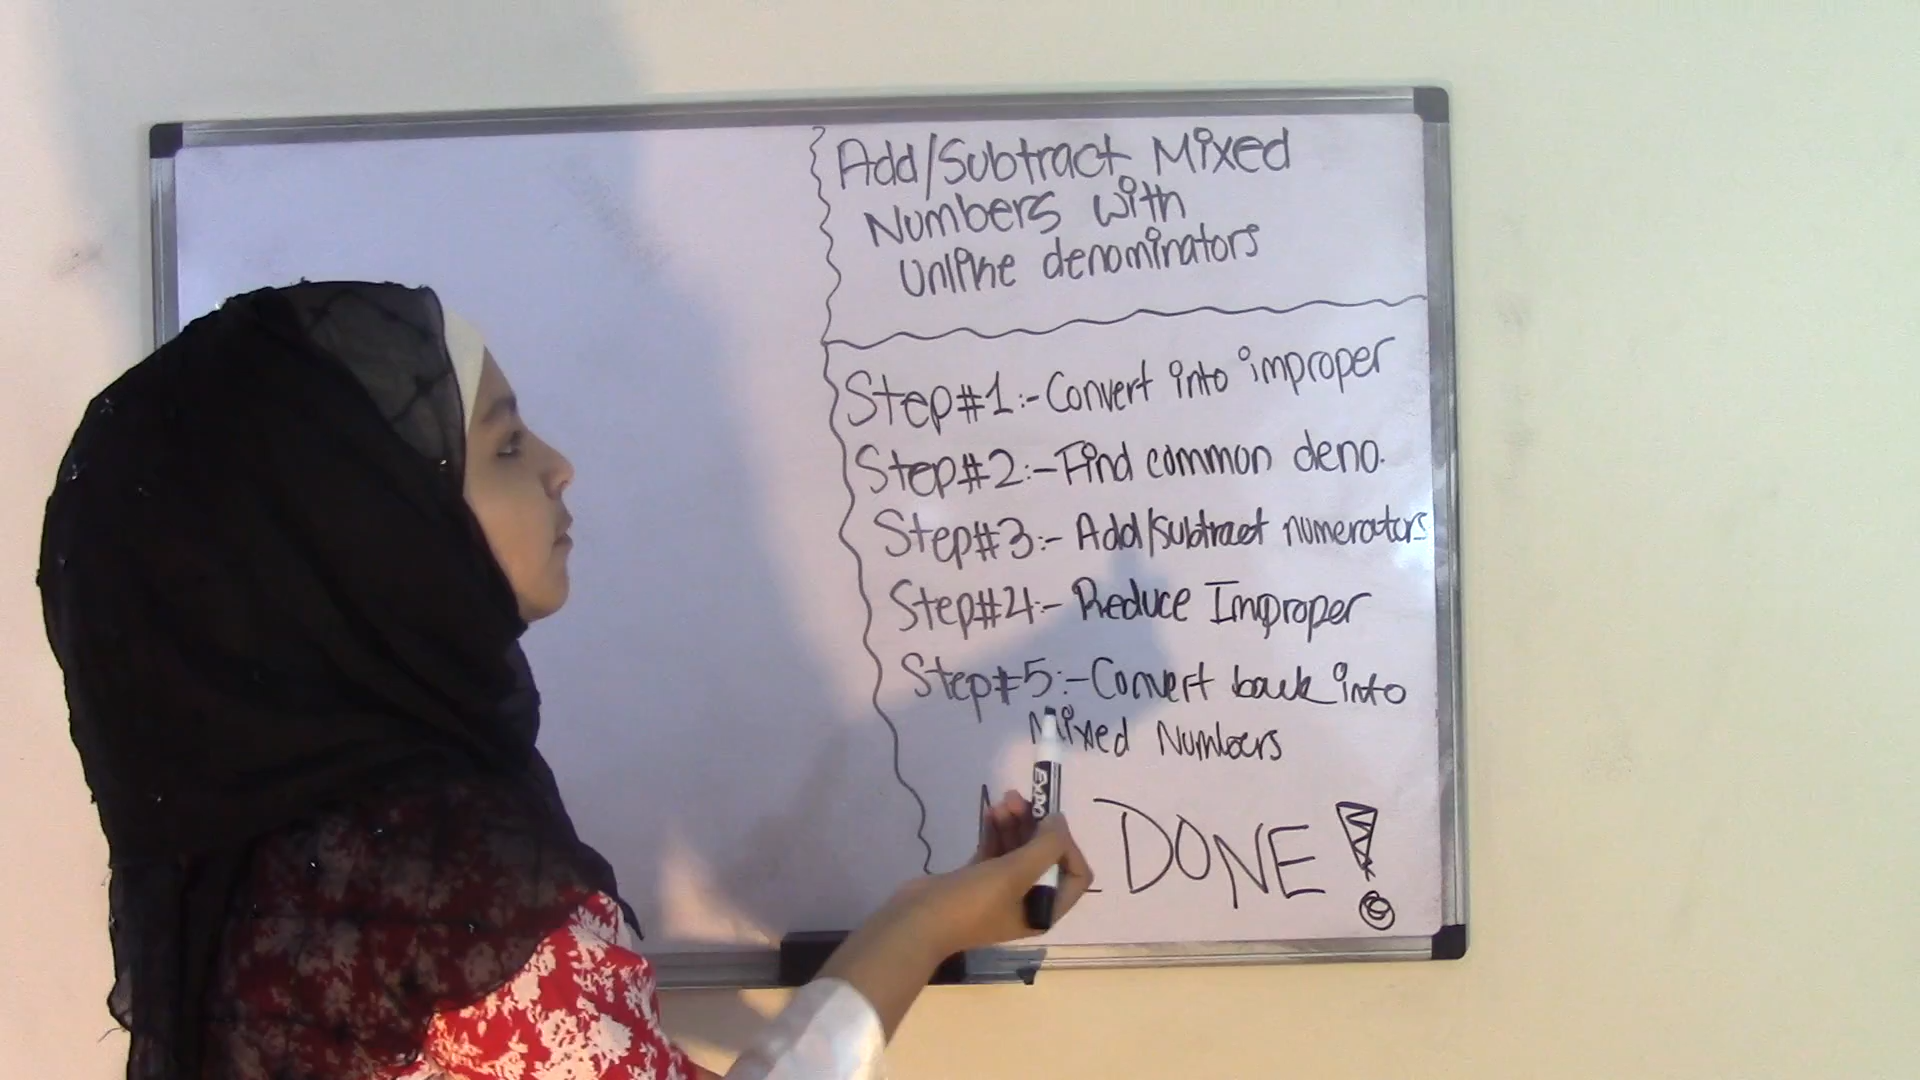 Add/Subtract Mixed
Numbers with
unlike denominators
Step#1:- Convert into improper
Step#2:- Find common deno.
Step#3:- Add/subtract numerators
Step#4:- Reduce Improper
Step#5:- Convert back into
Mixed Numbers
DONE!
EXPO